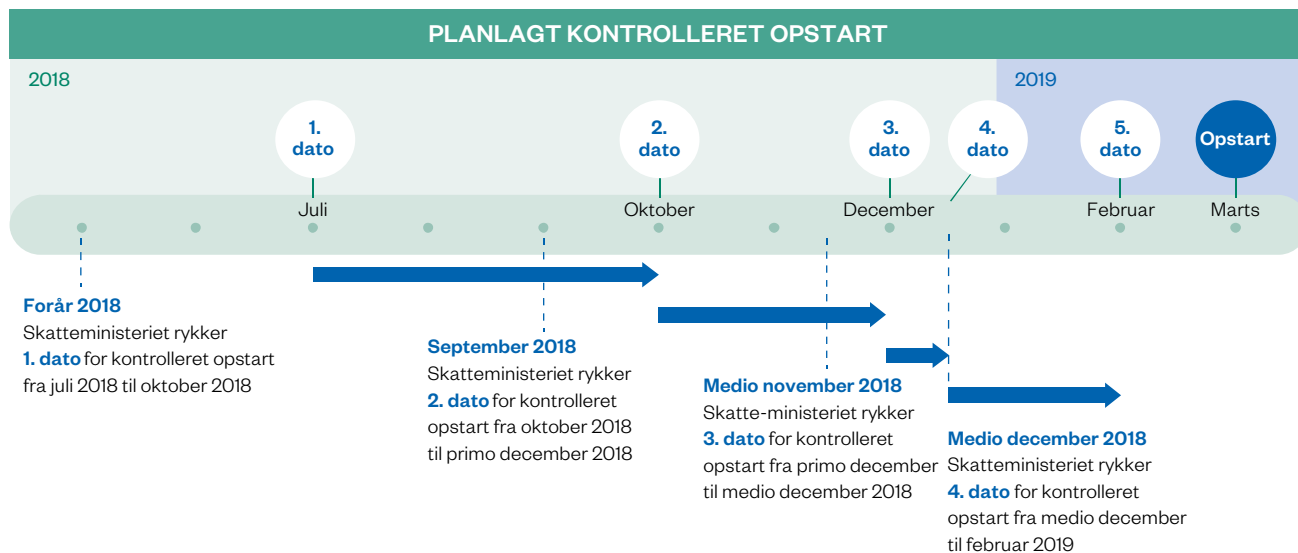 PLANLAGT KONTROLLERET OPSTART
2018
2019
1.
dato
2.
dato
3.
dato
4.
dato
5.
dato
Opstart
Juli
Oktober
December
Februar
Marts
Forår 2018
Skatteministeriet rykker
1. dato for kontrolleret opstart
fra juli 2018 til oktober 2018
September 2018
Skatteministeriet rykker
2. dato for kontrolleret
opstart fra oktober 2018
til primo december 2018
Medio november 2018
Skatte-ministeriet rykker
3. dato for kontrolleret
opstart fra primo december
til medio december 2018
Medio december 2018
Skatteministeriet rykker
4. dato for kontrolleret
opstart fra medio december
til februar 2019